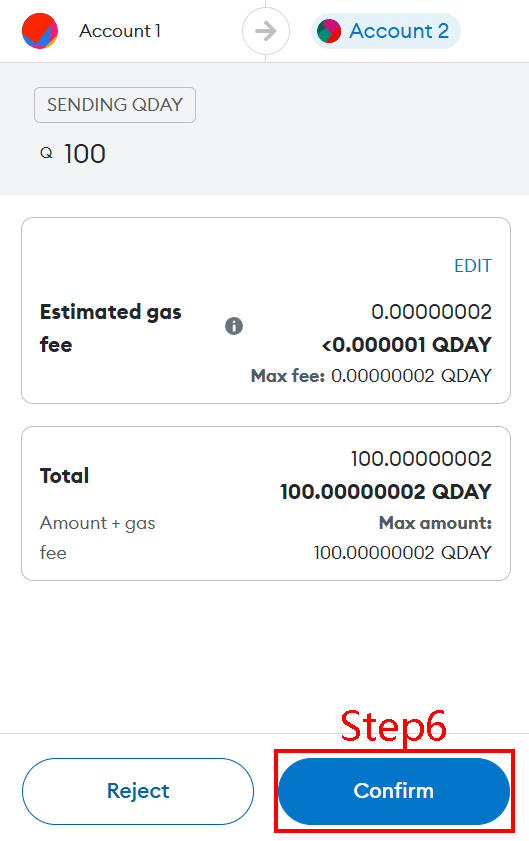 Account 1
Account 2
SENDING QDAY
Q 100
EDIT
Estimated gas fee
0.00000002
<0.000001 QDAY
Max fee: 0.00000002 QDAY
Total
100.00000002
100.00000002 QDAY
Amount + gas fee
Max amount:
100.00000002 QDAY
Step6
Reject
Confirm